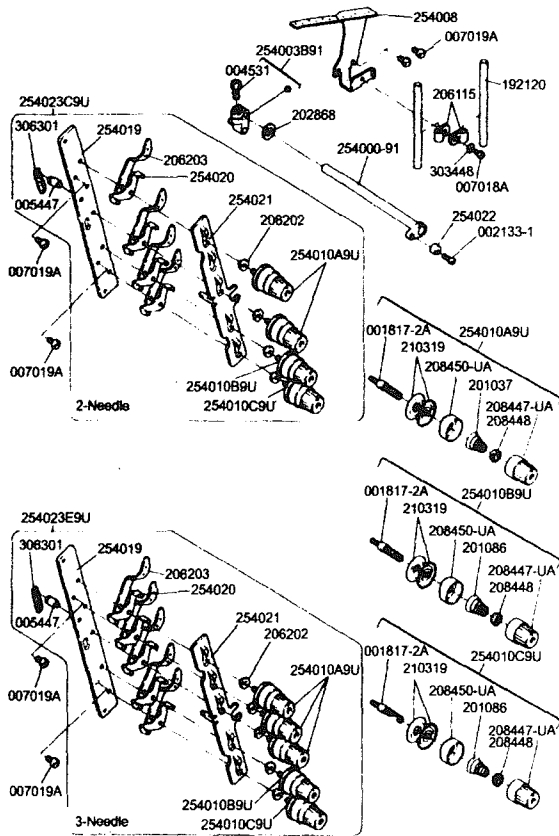 254008
007019A
254003B91
004531
192120
206115
202868
254000-91
303448
007018A
254022
002133-1
254023C9U
306301
254019
206203
254020
254021
206202
005447
254010A9U
007019A
007019A
254010B9U
254010C9U
2-Needle
254010A9U
001817-2A
210319
208450-UA
201037
208447-UA
208448
254010B9U
001817-2A
210319
208450-UA
201086
208447-UA
208448
254010C9U
001817-2A
210319
208450-UA
201086
208447-UA
208448
254023E9U
306301
254019
206203
254020
254021
206202
005447
254010A9U
007019A
007019A
254010B9U
254010C9U
3-Needle